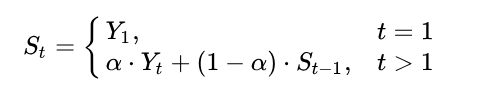 S_t = { Y_1, t = 1
α · Y_t + (1 − α) · S_{t−1}, t > 1